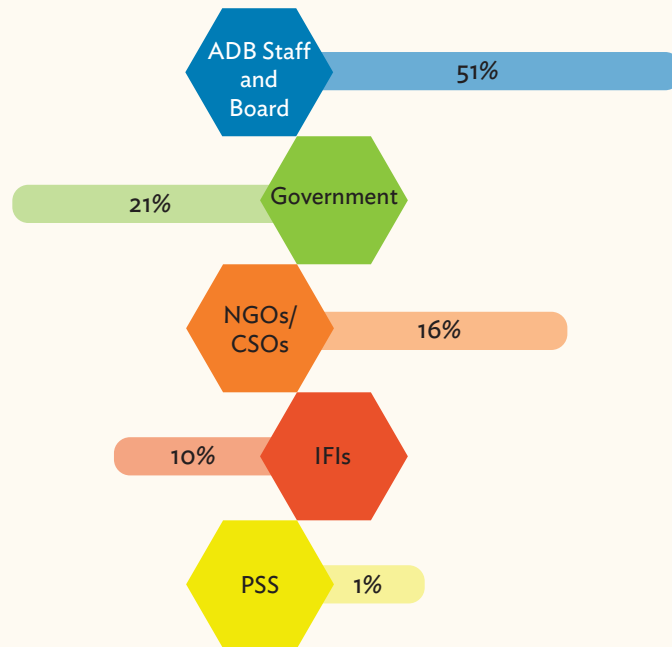 ADB Staff
and
Board
51%
21%
Government
NGOs/
CSOs
16%
10%
IFIs
PSS
1%